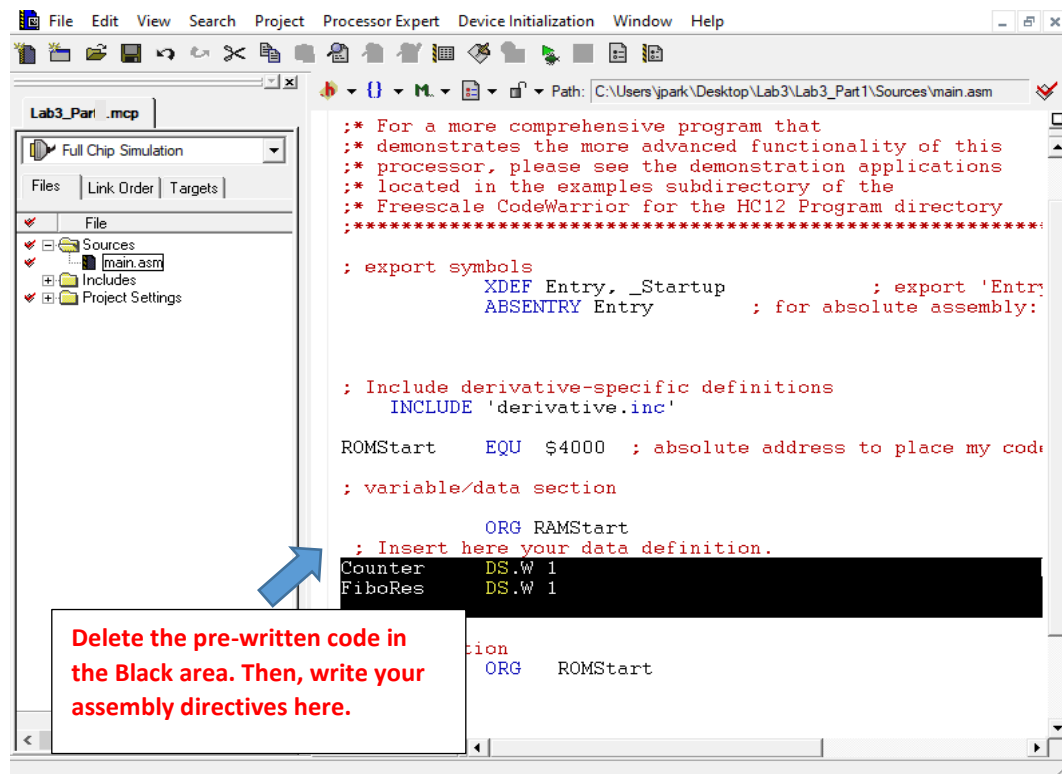 File Edit View Search Project Processor Expert Device Initialization Window Help
Path: C:\Users\jpark\Desktop\Lab3\Lab3_Part1\Sources\main.asm
Lab3_Par .mcp
Full Chip Simulation
Files Link Order Targets
File
Sources
main.asm
Includes
Project Settings
;* For a more comprehensive program that
;* demonstrates the more advanced functionality of this
;* processor, please see the demonstration applications
;* located in the examples subdirectory of the
;* Freescale CodeWarrior for the HC12 Program directory
;**********************************************************
; export symbols
XDEF Entry, _Startup ; export 'Entry
ABSENTRY Entry ; for absolute assembly:
; Include derivative-specific definitions
INCLUDE 'derivative.inc'
ROMStart EQU $4000 ; absolute address to place my code
; variable/data section
ORG RAMStart
; Insert here your data definition.
Counter DS.W 1
FiboRes DS.W 1
tion
ORG ROMStart
Delete the pre-written code in
the Black area. Then, write your
assembly directives here.